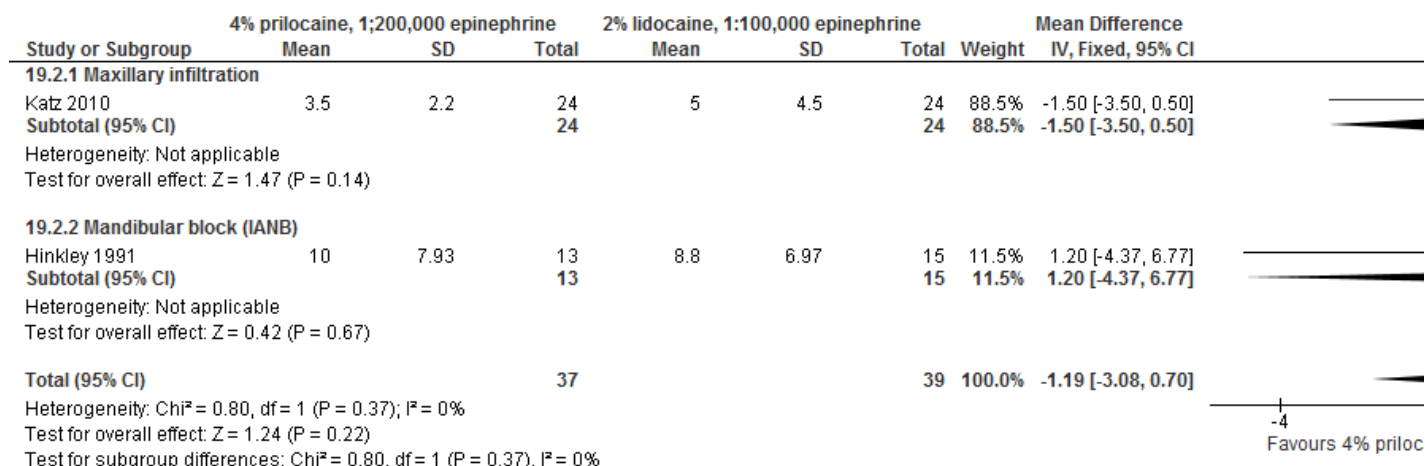 4% prilocaine, 1;200,000 epinephrine 2% lidocaine, 1:100,000 epinephrine Mean Difference
Study or Subgroup Mean SD Total Mean SD Total Weight IV, Fixed, 95% CI
19.2.1 Maxillary infiltration
Katz 2010 3.5 2.2 24 5 4.5 24 88.5% -1.50 [-3.50, 0.50]
Subtotal (95% CI) 24 24 88.5% -1.50 [-3.50, 0.50]
Heterogeneity: Not applicable
Test for overall effect: Z = 1.47 (P = 0.14)
19.2.2 Mandibular block (IANB)
Hinkley 1991 10 7.93 13 8.8 6.97 15 11.5% 1.20 [-4.37, 6.77]
Subtotal (95% CI) 13 15 11.5% 1.20 [-4.37, 6.77]
Heterogeneity: Not applicable
Test for overall effect: Z = 0.42 (P = 0.67)
Total (95% CI) 37 39 100.0% -1.19 [-3.08, 0.70]
Heterogeneity: Chi² = 0.80, df = 1 (P = 0.37); I² = 0%
Test for overall effect: Z = 1.24 (P = 0.22)
Test for subgroup differences: Chi² = 0.80, df = 1 (P = 0.37), I² = 0%
-4
Favours 4% priloc